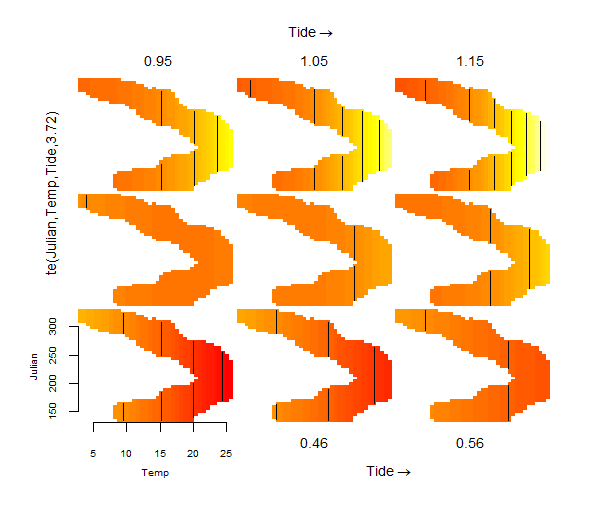 Tide →
0.95 1.05 1.15
te(Julian,Temp,Tide,3.72)
Julian
300
250
200
150
5 10 15 20 25
Temp
0.46 0.56
Tide →